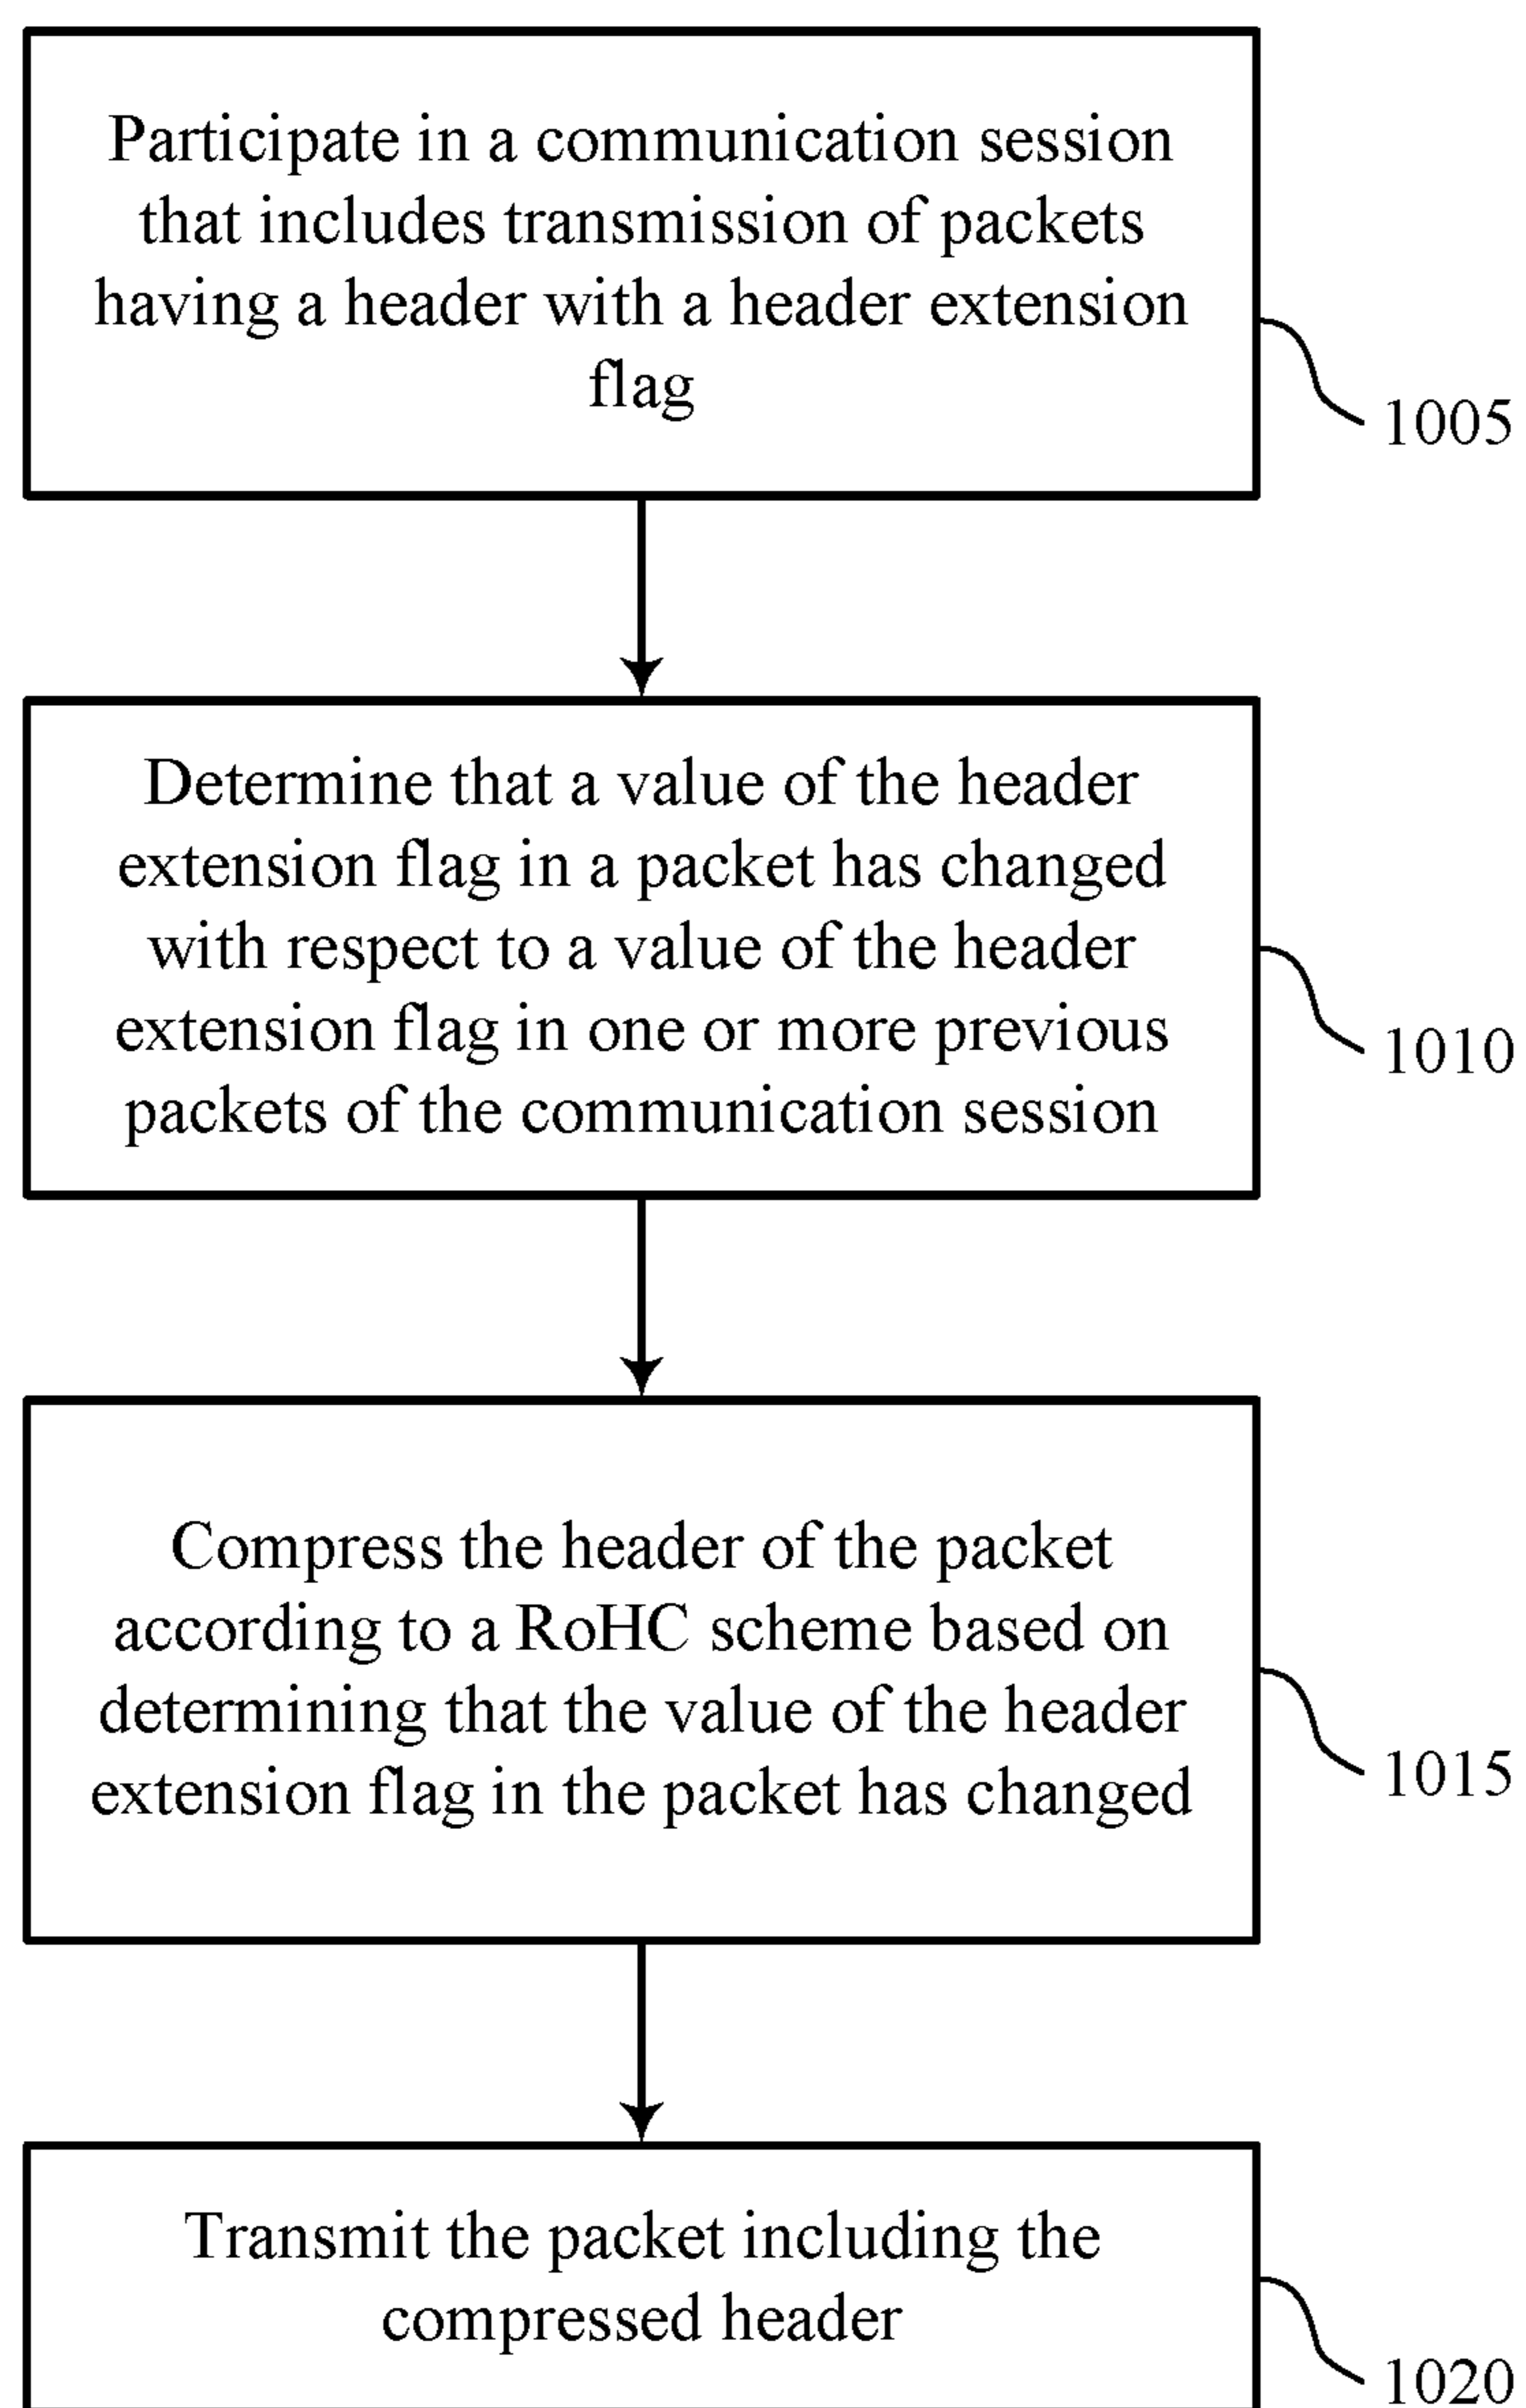 Participate in a communication session
that includes transmission of packets
having a header with a header extension
flag
1005
Determine that a value of the header
extension flag in a packet has changed
with respect to a value of the header
extension flag in one or more previous
packets of the communication session
1010
Compress the header of the packet
according to a RoHC scheme based on
determining that the value of the header
extension flag in the packet has changed
1015
Transmit the packet including the
compressed header
1020